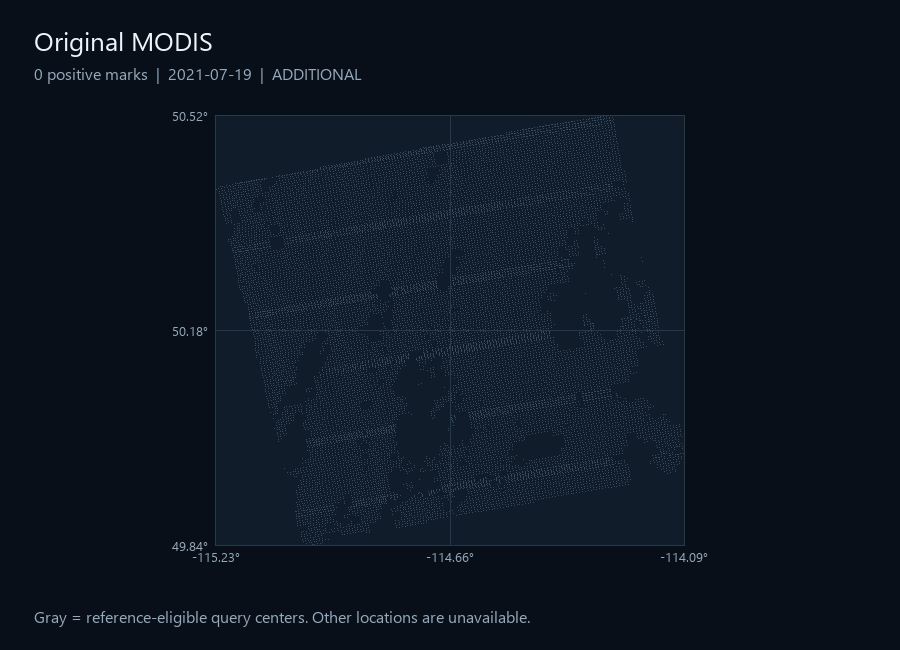 Original MODIS
0 positive marks | 2021-07-19 | ADDITIONAL
50.52°
50.18°
49.84°
-115.23° -114.66° -114.09°
Gray = reference-eligible query centers. Other locations are unavailable.